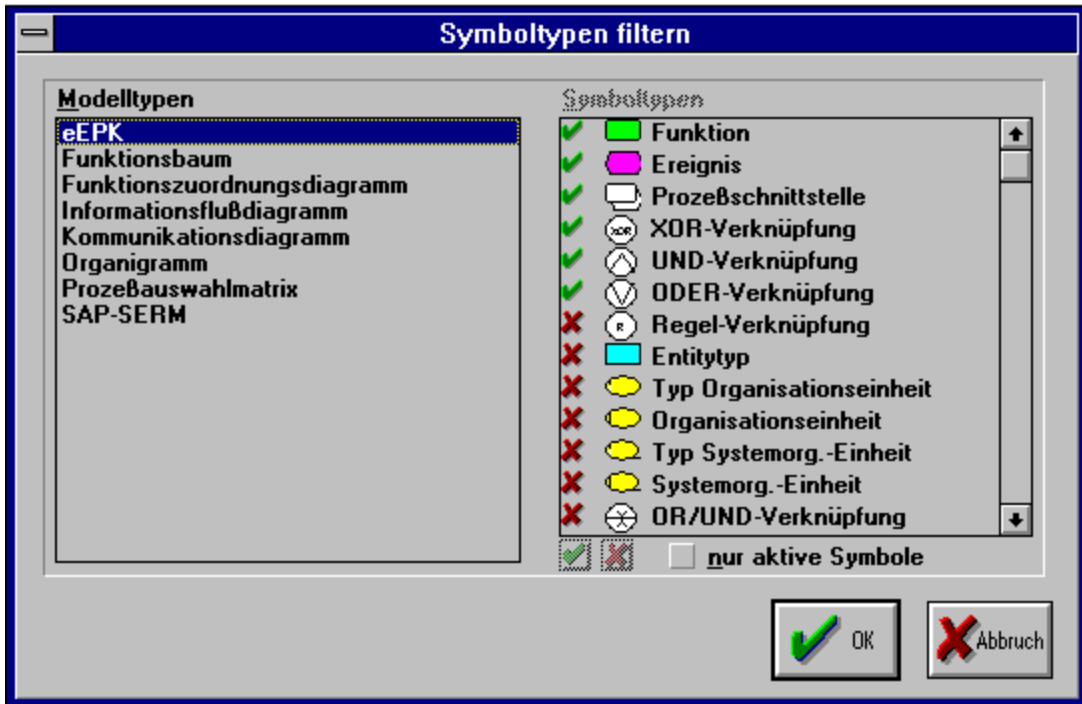 Symboltypen filtern
Modelltypen
eEPK
Funktionsbaum
Funktionszuordnungsdiagramm
Informationsflußdiagramm
Kommunikationsdiagramm
Organigramm
Prozeßauswahlmatrix
SAP-SERM
Symboltypen
Funktion
Ereignis
Prozeßschnittstelle
XOR XOR-Verknüpfung
UND-Verknüpfung
ODER-Verknüpfung
R Regel-Verknüpfung
Entitytyp
Typ Organisationseinheit
Organisationseinheit
Typ Systemorg.-Einheit
Systemorg.-Einheit
OR/UND-Verknüpfung
nur aktive Symbole
OK
Abbruch